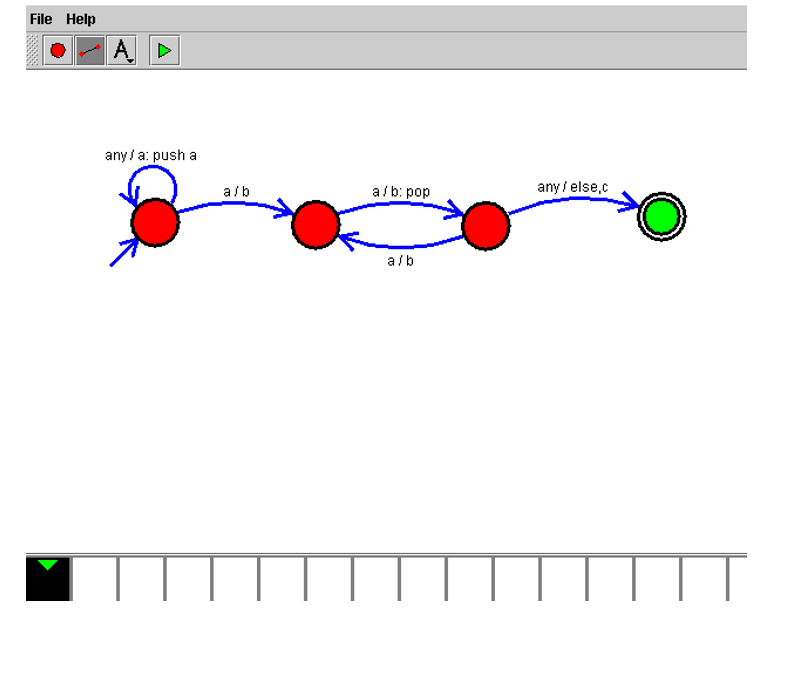 File Help
A
any / a: push a
a / b
a / b: pop
any / else,c
a / b